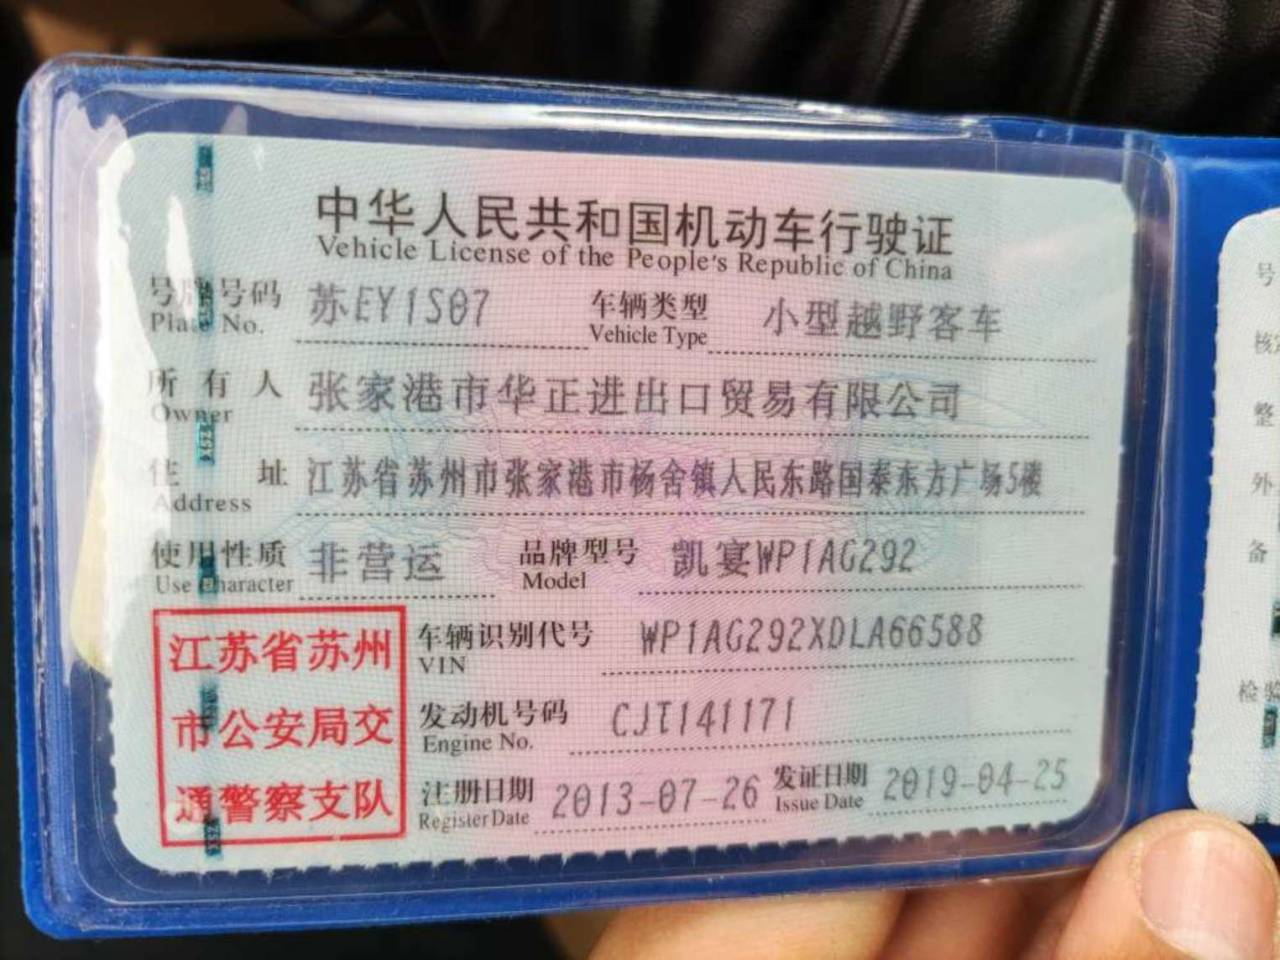 中华人民共和国机动车行驶证
Vehicle License of the People's Republic of China
号牌号码 苏EY1S07 车辆类型 小型越野客车
Plate No. Vehicle Type
所有人 张家港市华正进出口贸易有限公司
Owner
住址 江苏省苏州市张家港市杨舍镇人民东路国泰东方广场5楼
Address
使用性质 非营运 品牌型号 凯宴WP1AG292
Use Character Model
江苏省苏州
市公安局交
通警察支队
车辆识别代号 WP1AG292XDLA66588
VIN
发动机号码 CJT141171
Engine No.
注册日期 2013-07-26 发证日期 2019-04-25
Register Date Issue Date
号
核
整
外
备
检